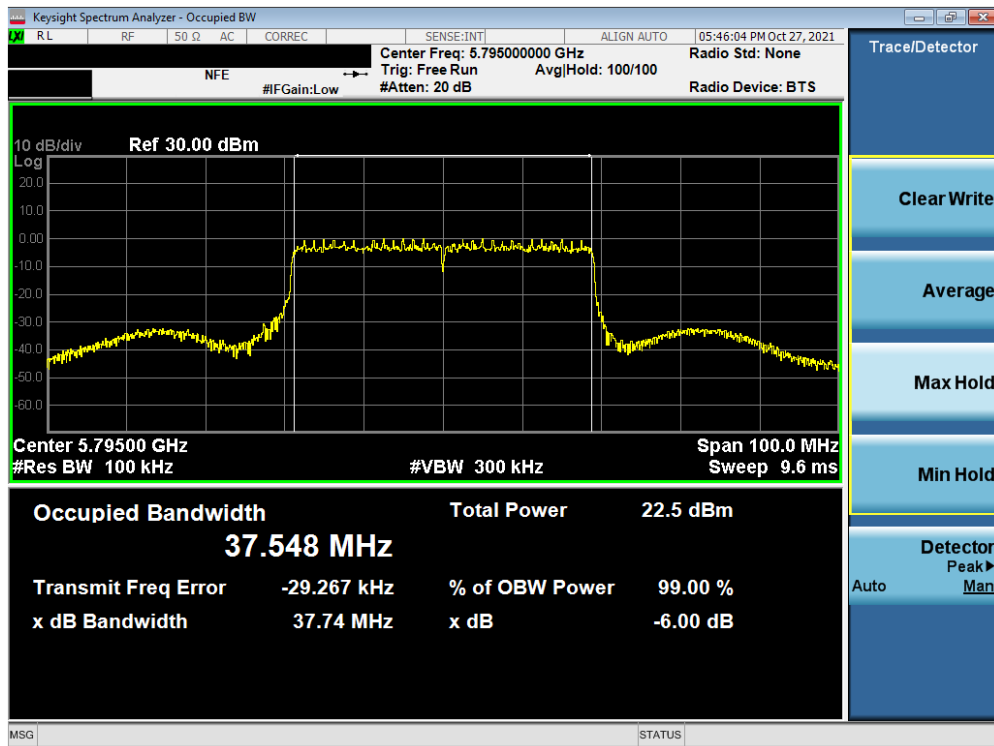 Keysight Spectrum Analyzer - Occupied BW
LXI RL RF 50 Ω AC CORREC SENSE:INT ALIGN AUTO 05:46:04 PM Oct 27, 2021
Center Freq: 5.795000000 GHz Radio Std: None
NFE Trig: Free Run Avg|Hold: 100/100
#IFGain:Low #Atten: 20 dB Radio Device: BTS
10 dB/div Ref 30.00 dBm
Log
20.0
10.0
0.00
-10.0
-20.0
-30.0
-40.0
-50.0
-60.0
Center 5.79500 GHz Span 100.0 MHz
#Res BW 100 kHz #VBW 300 kHz Sweep 9.6 ms
Occupied Bandwidth Total Power 22.5 dBm
37.548 MHz
Transmit Freq Error -29.267 kHz % of OBW Power 99.00 %
x dB Bandwidth 37.74 MHz x dB -6.00 dB
MSG STATUS
Trace/Detector
Clear Write
Average
Max Hold
Min Hold
Detector
Peak▶
Auto Man